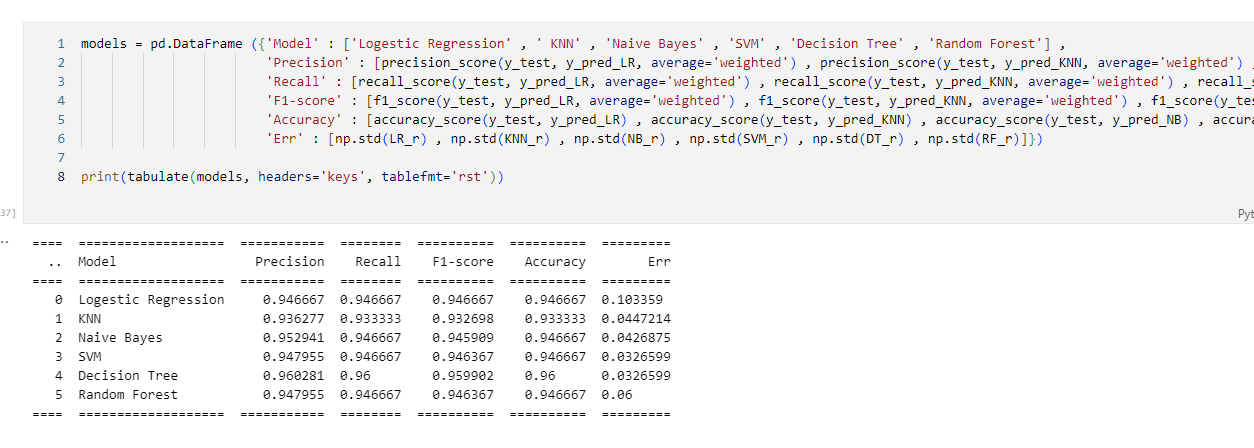 1 models = pd.DataFrame ({'Model' : ['Logestic Regression' , ' KNN' , 'Naive Bayes' , 'SVM' , 'Decision Tree' , 'Random Forest'] ,
2 'Precision' : [precision_score(y_test, y_pred_LR, average='weighted') , precision_score(y_test, y_pred_KNN, average='weighted') ,
3 'Recall' : [recall_score(y_test, y_pred_LR, average='weighted') , recall_score(y_test, y_pred_KNN, average='weighted') , recall_s
4 'F1-score' : [f1_score(y_test, y_pred_LR, average='weighted') , f1_score(y_test, y_pred_KNN, average='weighted') , f1_score(y_tes
5 'Accuracy' : [accuracy_score(y_test, y_pred_LR) , accuracy_score(y_test, y_pred_KNN) , accuracy_score(y_test, y_pred_NB) , accura
6 'Err' : [np.std(LR_r) , np.std(KNN_r) , np.std(NB_r) , np.std(SVM_r) , np.std(DT_r) , np.std(RF_r)]})
7
8 print(tabulate(models, headers='keys', tablefmt='rst'))
37]
Pyt
..
==== =================== =========== ======== ========== ========== =========
.. Model Precision Recall F1-score Accuracy Err
==== =================== =========== ======== ========== ========== =========
0 Logestic Regression 0.946667 0.946667 0.946667 0.946667 0.103359
1 KNN 0.936277 0.933333 0.932698 0.933333 0.0447214
2 Naive Bayes 0.952941 0.946667 0.945909 0.946667 0.0426875
3 SVM 0.947955 0.946667 0.946367 0.946667 0.0326599
4 Decision Tree 0.960281 0.96 0.959902 0.96 0.0326599
5 Random Forest 0.947955 0.946667 0.946367 0.946667 0.06
==== =================== =========== ======== ========== ========== =========